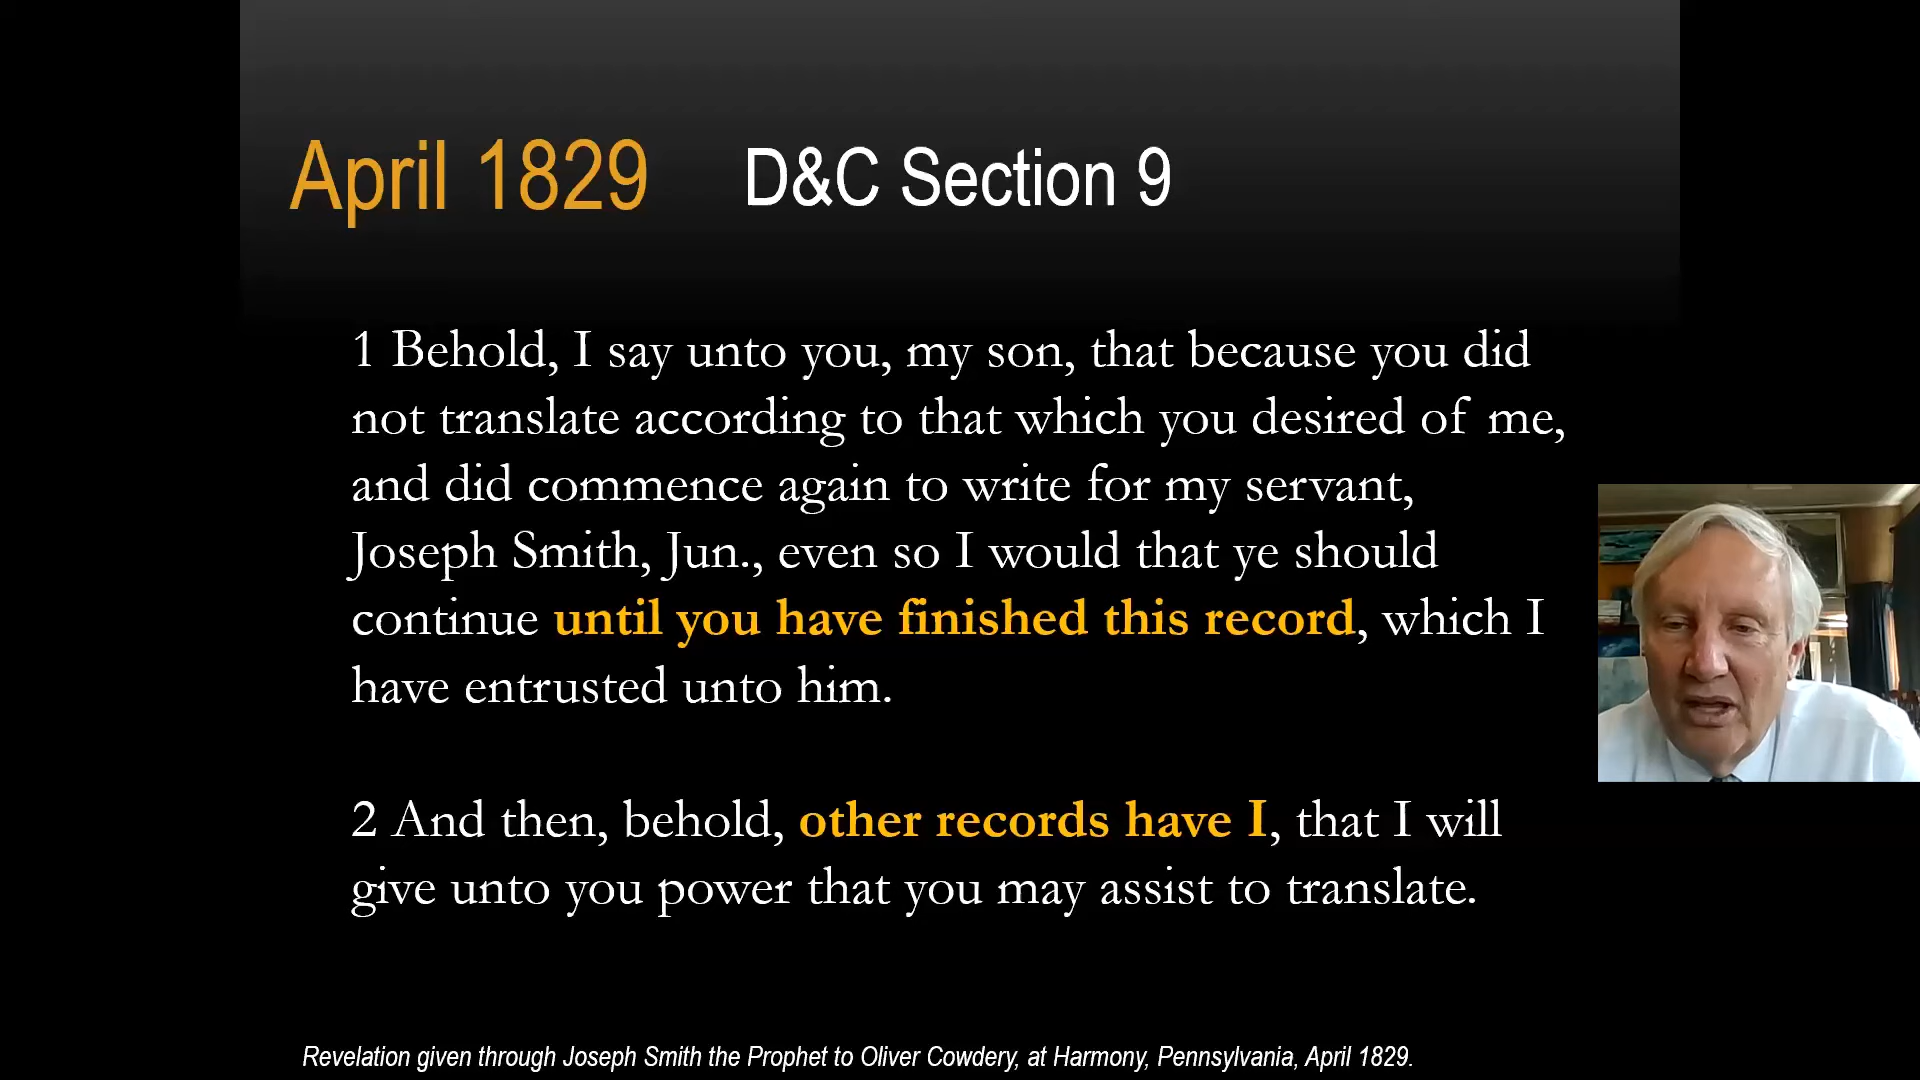 April 1829 D&C Section 9
1 Behold, I say unto you, my son, that because you did
not translate according to that which you desired of me,
and did commence again to write for my servant,
Joseph Smith, Jun., even so I would that ye should
continue until you have finished this record, which I
have entrusted unto him.
2 And then, behold, other records have I, that I will
give unto you power that you may assist to translate.
Revelation given through Joseph Smith the Prophet to Oliver Cowdery, at Harmony, Pennsylvania, April 1829.